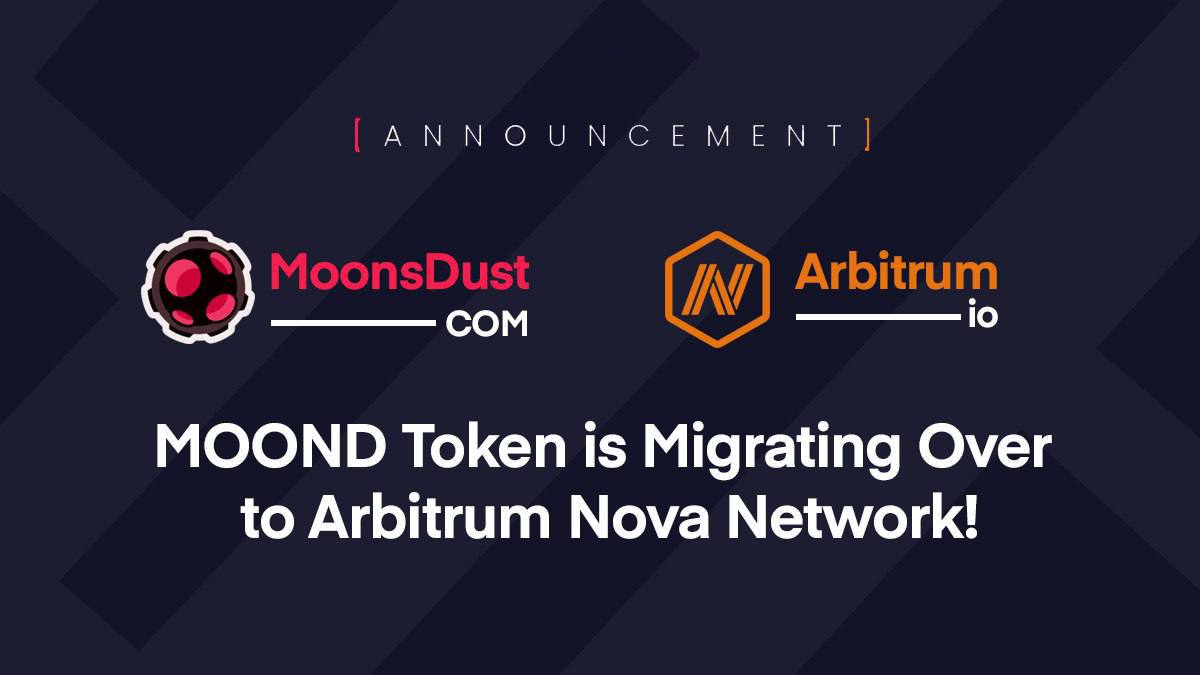 [ANNOUNCEMENT]
MoonsDust
COM
Arbitrum
io
MOOND Token is Migrating Over
to Arbitrum Nova Network!